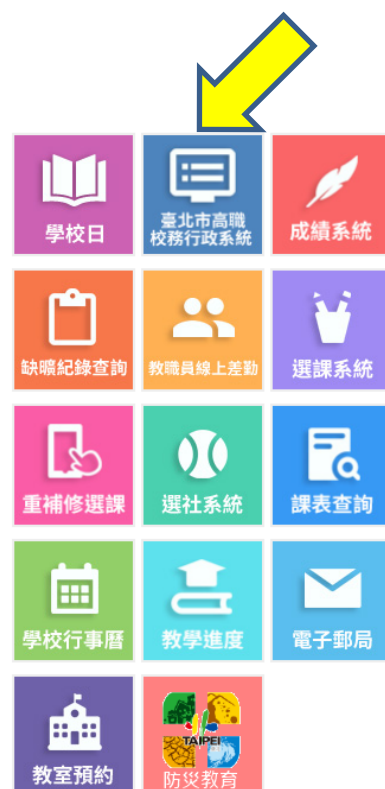 學校日
臺北市高職
校務行政系統
成績系統
缺曠紀錄查詢
教職員線上差勤
選課系統
重補修選課
選社系統
課表查詢
學校行事曆
教學進度
電子郵局
教室預約
TAIPEI
防災教育